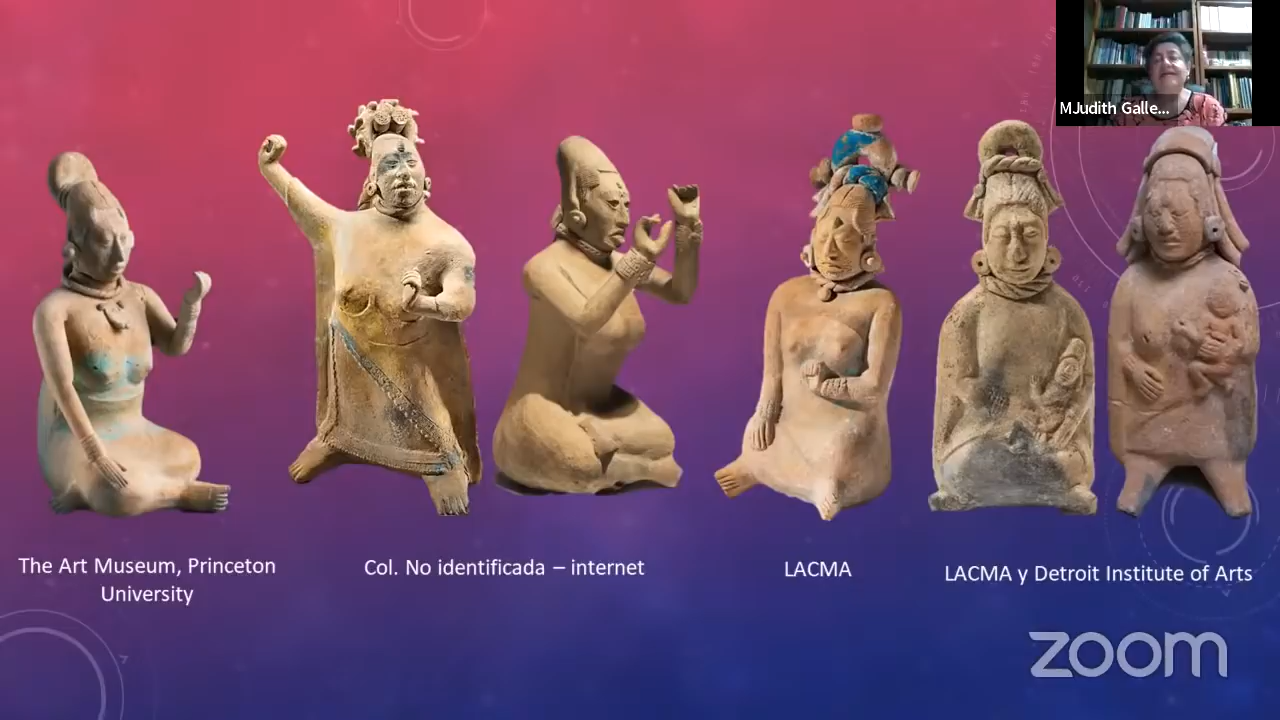 MJudith Galle...
The Art Museum, Princeton
University
Col. No identificada – internet
LACMA
LACMA y Detroit Institute of Arts
zoom